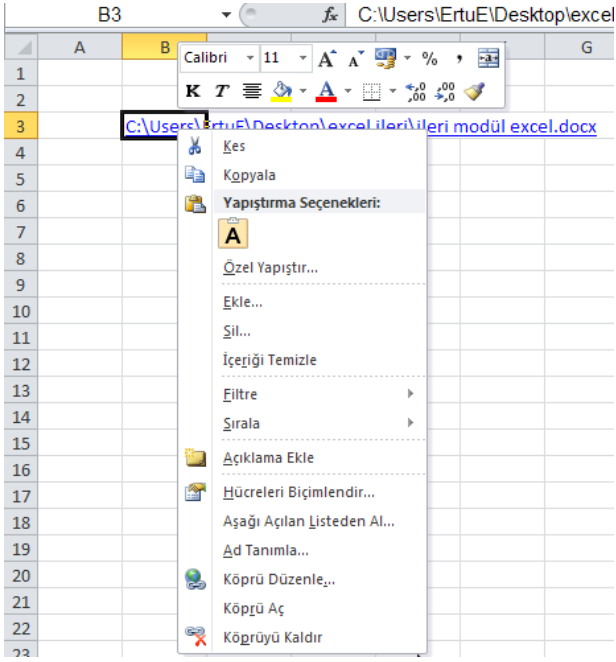 B3 fx C:\Users\ErtuE\Desktop\excel
A B G
Calibri 11 A A % , a
K T A ,00 ,00
1
2
3 C:\Users\ErtuE\Desktop\excel ileri\ileri modül excel.docx
4 Kes
5 Kopyala
6 Yapıştırma Seçenekleri:
7 A
8 Özel Yapıştır...
9
10 Ekle...
11 Sil...
12 İçeriği Temizle
13 Filtre
14 Sırala
15 Açıklama Ekle
16
17 Hücreleri Biçimlendir...
18 Aşağı Açılan Listeden Al...
19 Ad Tanımla...
20 Köprü Düzenle...
21 Köprü Aç
22 Köprüyü Kaldır
23